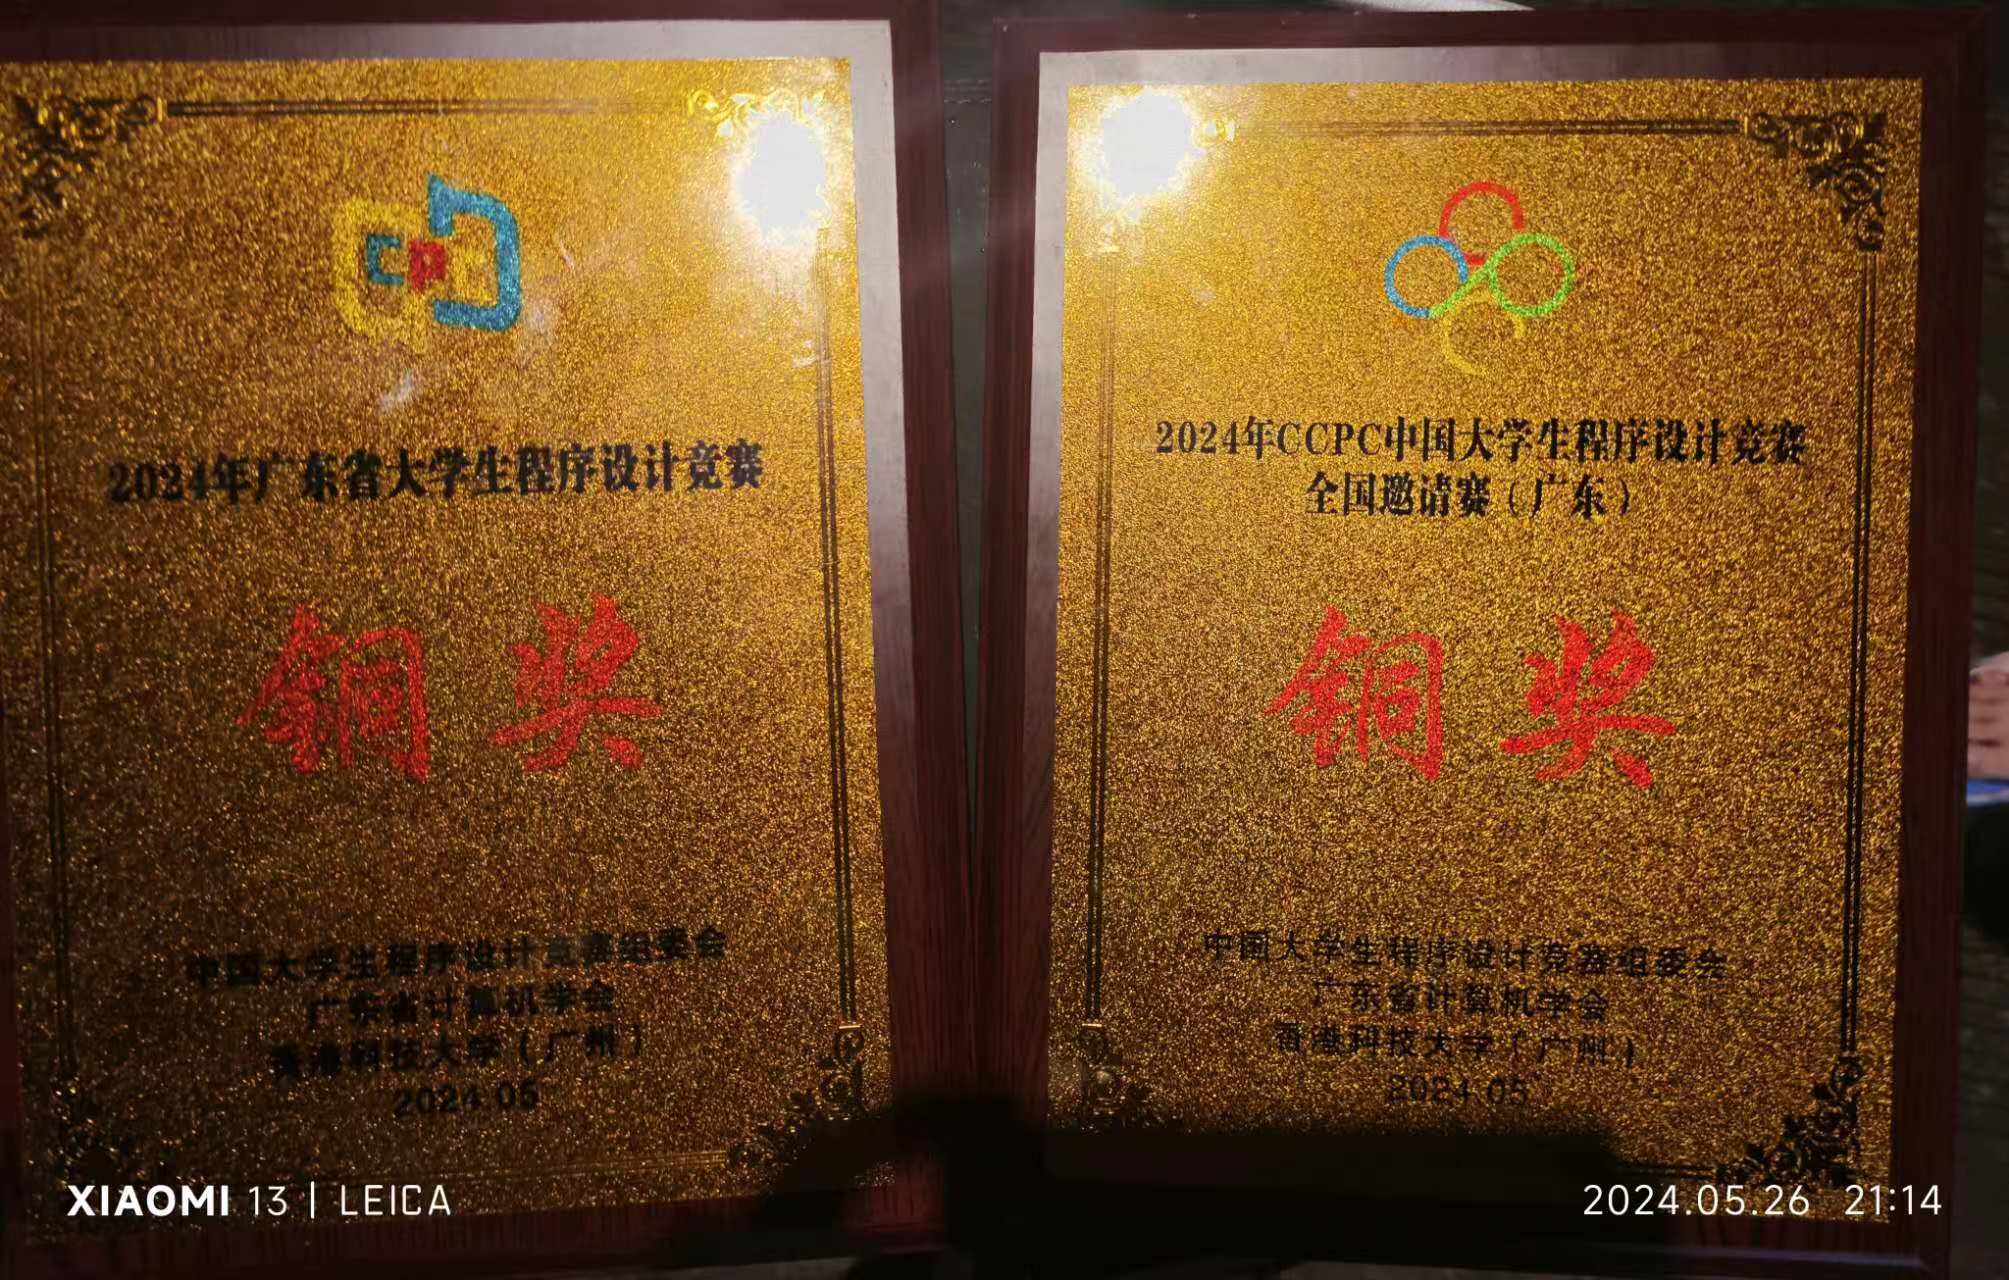 CPC
2024年广东省大学生程序设计竞赛
铜奖
中国大学生程序设计竞赛组委会
广东省计算机学会
香港科技大学（广州）
2024.05
2024年CCPC中国大学生程序设计竞赛
全国邀请赛（广东）
铜奖
中国大学生程序设计竞赛组委会
广东省计算机学会
香港科技大学（广州）
2024.05
XIAOMI 13 | LEICA
2024.05.26 21:14